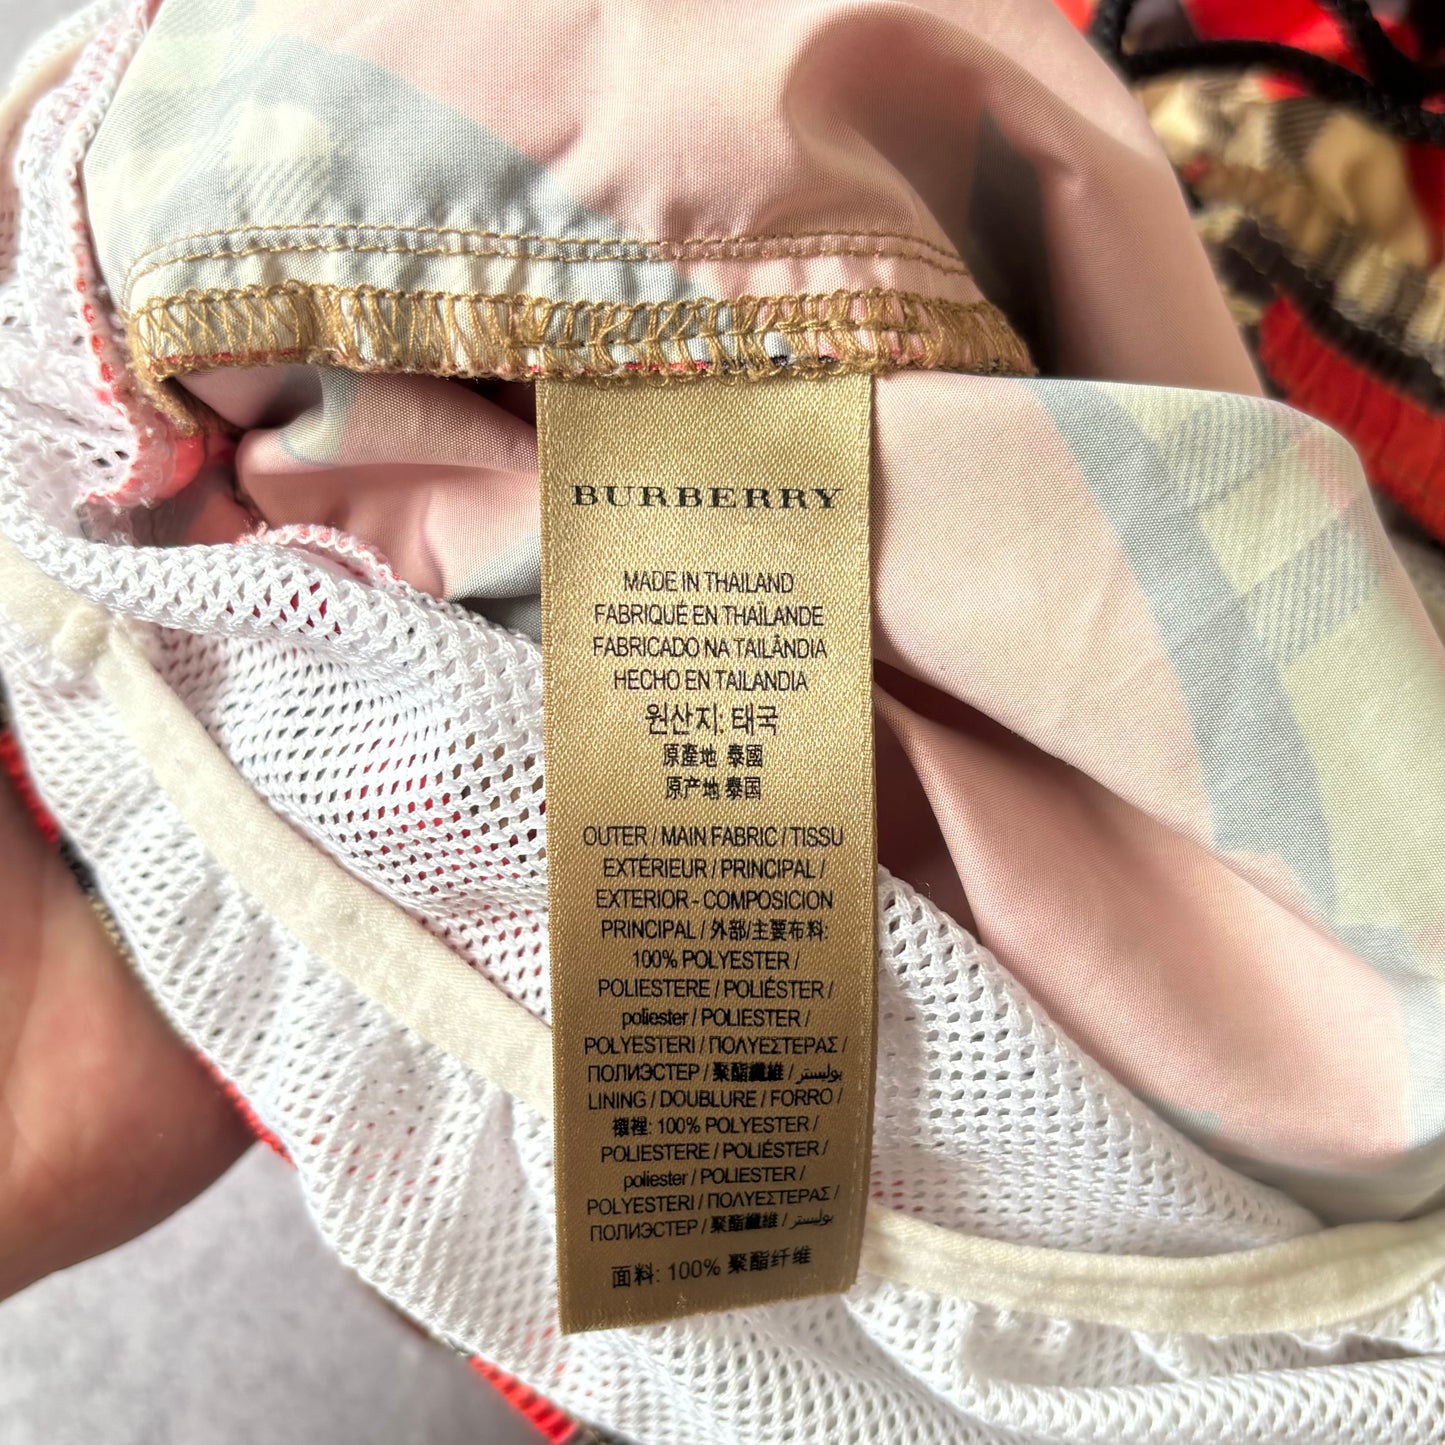 BURBERRY
MADE IN THAILAND
FABRIQUÉ EN THAÏLANDE
FABRICADO NA TAILÂNDIA
HECHO EN TAILANDIA
원산지: 태국
原產地 泰國
原产地 泰国
OUTER / MAIN FABRIC / TISSU
EXTÉRIEUR / PRINCIPAL /
EXTERIOR - COMPOSICION
PRINCIPAL / 外部/主要布料:
100% POLYESTER /
POLIESTERE / POLIÉSTER /
poliester / POLIESTER /
POLYESTERI / ΠΟΛΥΕΣΤΕΡΑΣ /
ПОЛИЭСТЕР / 聚酯纖維 / بوليستر
LINING / DOUBLURE / FORRO /
襯裡: 100% POLYESTER /
POLIESTERE / POLIÉSTER /
poliester / POLIESTER /
POLYESTERI / ΠΟΛΥΕΣΤΕΡΑΣ /
ПОЛИЭСТЕР / 聚酯纖維 / بوليستر
面料: 100% 聚酯纤维